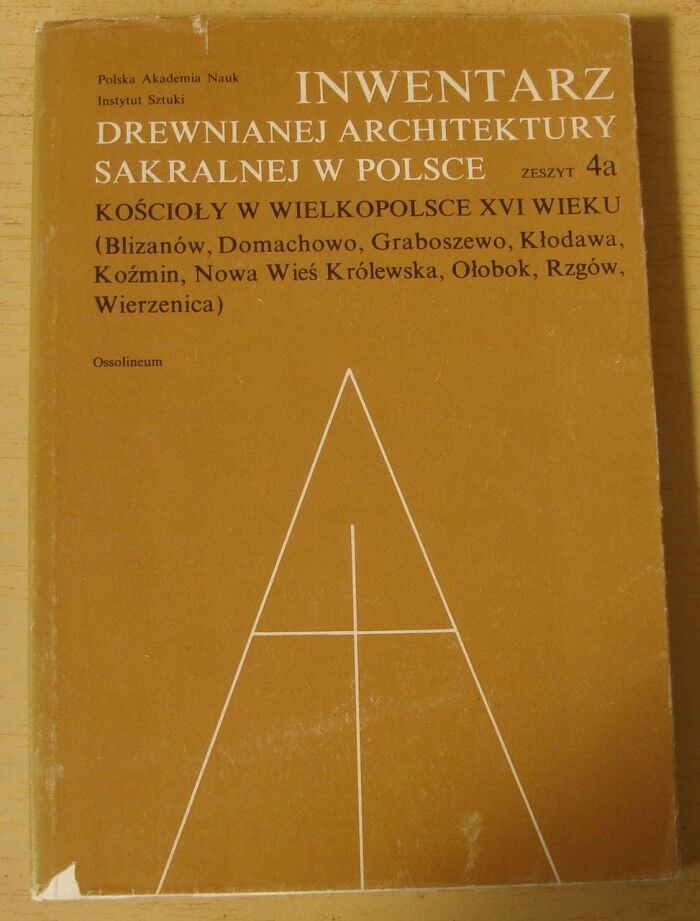 Polska Akademia Nauk
Instytut Sztuki
INWENTARZ
DREWNIANEJ ARCHITEKTURY
SAKRALNEJ W POLSCE ZESZYT 4a
KOŚCIOŁY W WIELKOPOLSCE XVI WIEKU
(Blizanów, Domachowo, Graboszewo, Kłodawa,
Koźmin, Nowa Wieś Królewska, Ołobok, Rzgów,
Wierzenica)
Ossolineum